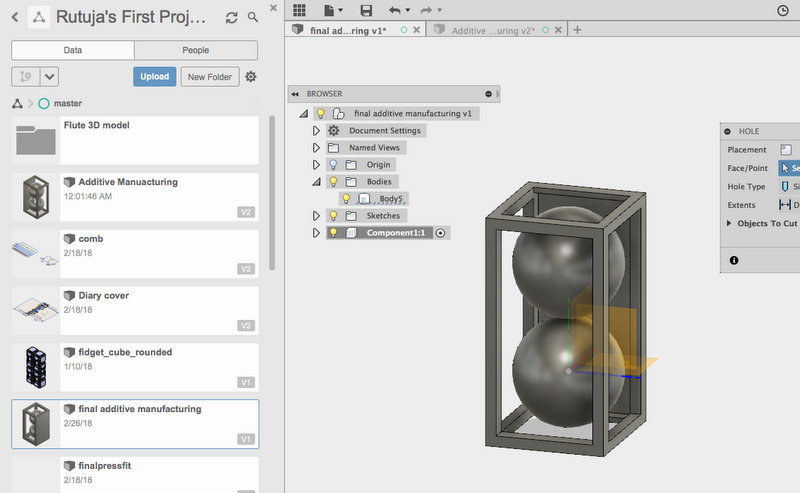 Rutuja's First Proj...
Data
People
Upload
New Folder
master
Flute 3D model
Additive Manuacturing
12:01:46 AM
V2
comb
2/18/18
V2
Diary cover
2/18/18
V2
fidget_cube_rounded
1/10/18
V1
final additive manufacturing
2/26/18
V1
finalpressfit
2/18/18
final ad...ring v1*
Additive ...uring v2*
BROWSER
final additive manufacturing v1
Document Settings
Named Views
Origin
Bodies
Body5
Sketches
Component1:1
HOLE
Placement
Face/Point
Se
Hole Type
Si
Extents
D
Objects To Cut